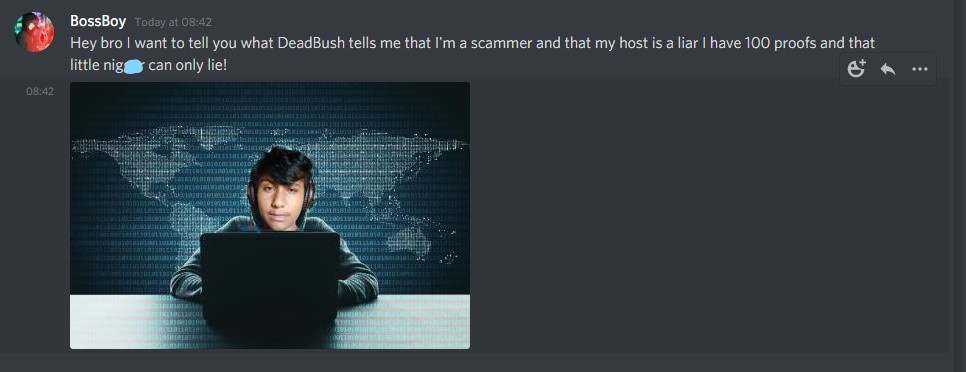 BossBoy Today at 08:42
Hey bro I want to tell you what DeadBush tells me that I'm a scammer and that my host is a liar I have 100 proofs and that
little can only lie!
08:42